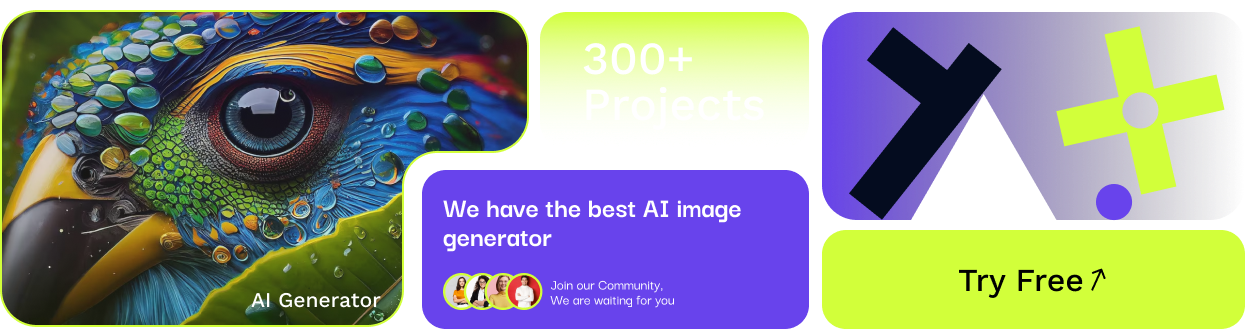 AI Generator
300+
Projects
We have the best AI image
generator
Join our Community,
We are waiting for you
Try Free